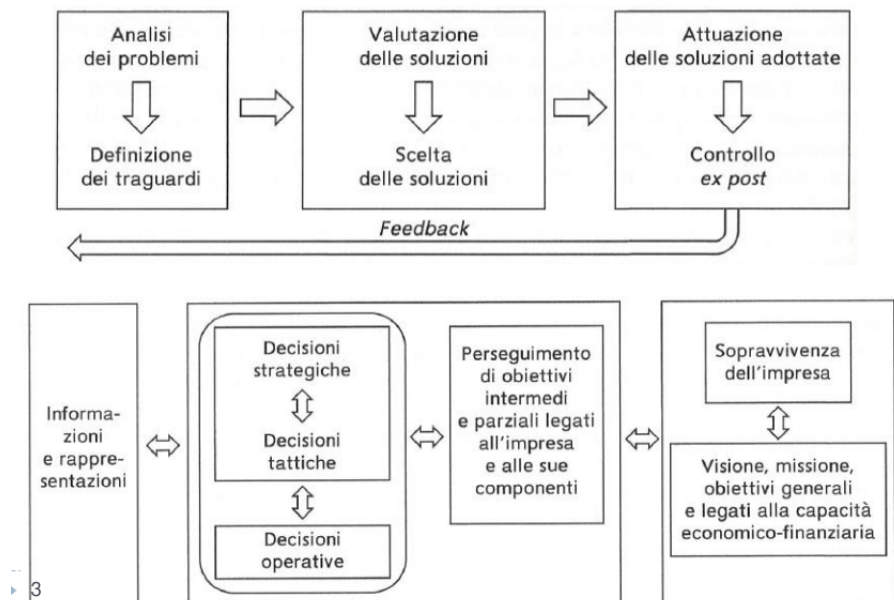 Analisi
dei problemi
Definizione
dei traguardi
Valutazione
delle soluzioni
Scelta
delle soluzioni
Attuazione
delle soluzioni adottate
Controllo
ex post
Feedback
Informa-
zioni
e rappre-
sentazioni
Decisioni
strategiche
Decisioni
tattiche
Decisioni
operative
Perseguimento
di obiettivi
intermedi
e parziali legati
all'impresa
e alle sue
componenti
Sopravvivenza
dell'impresa
Visione, missione,
obiettivi generali
e legati alla capacità
economico-finanziaria
3